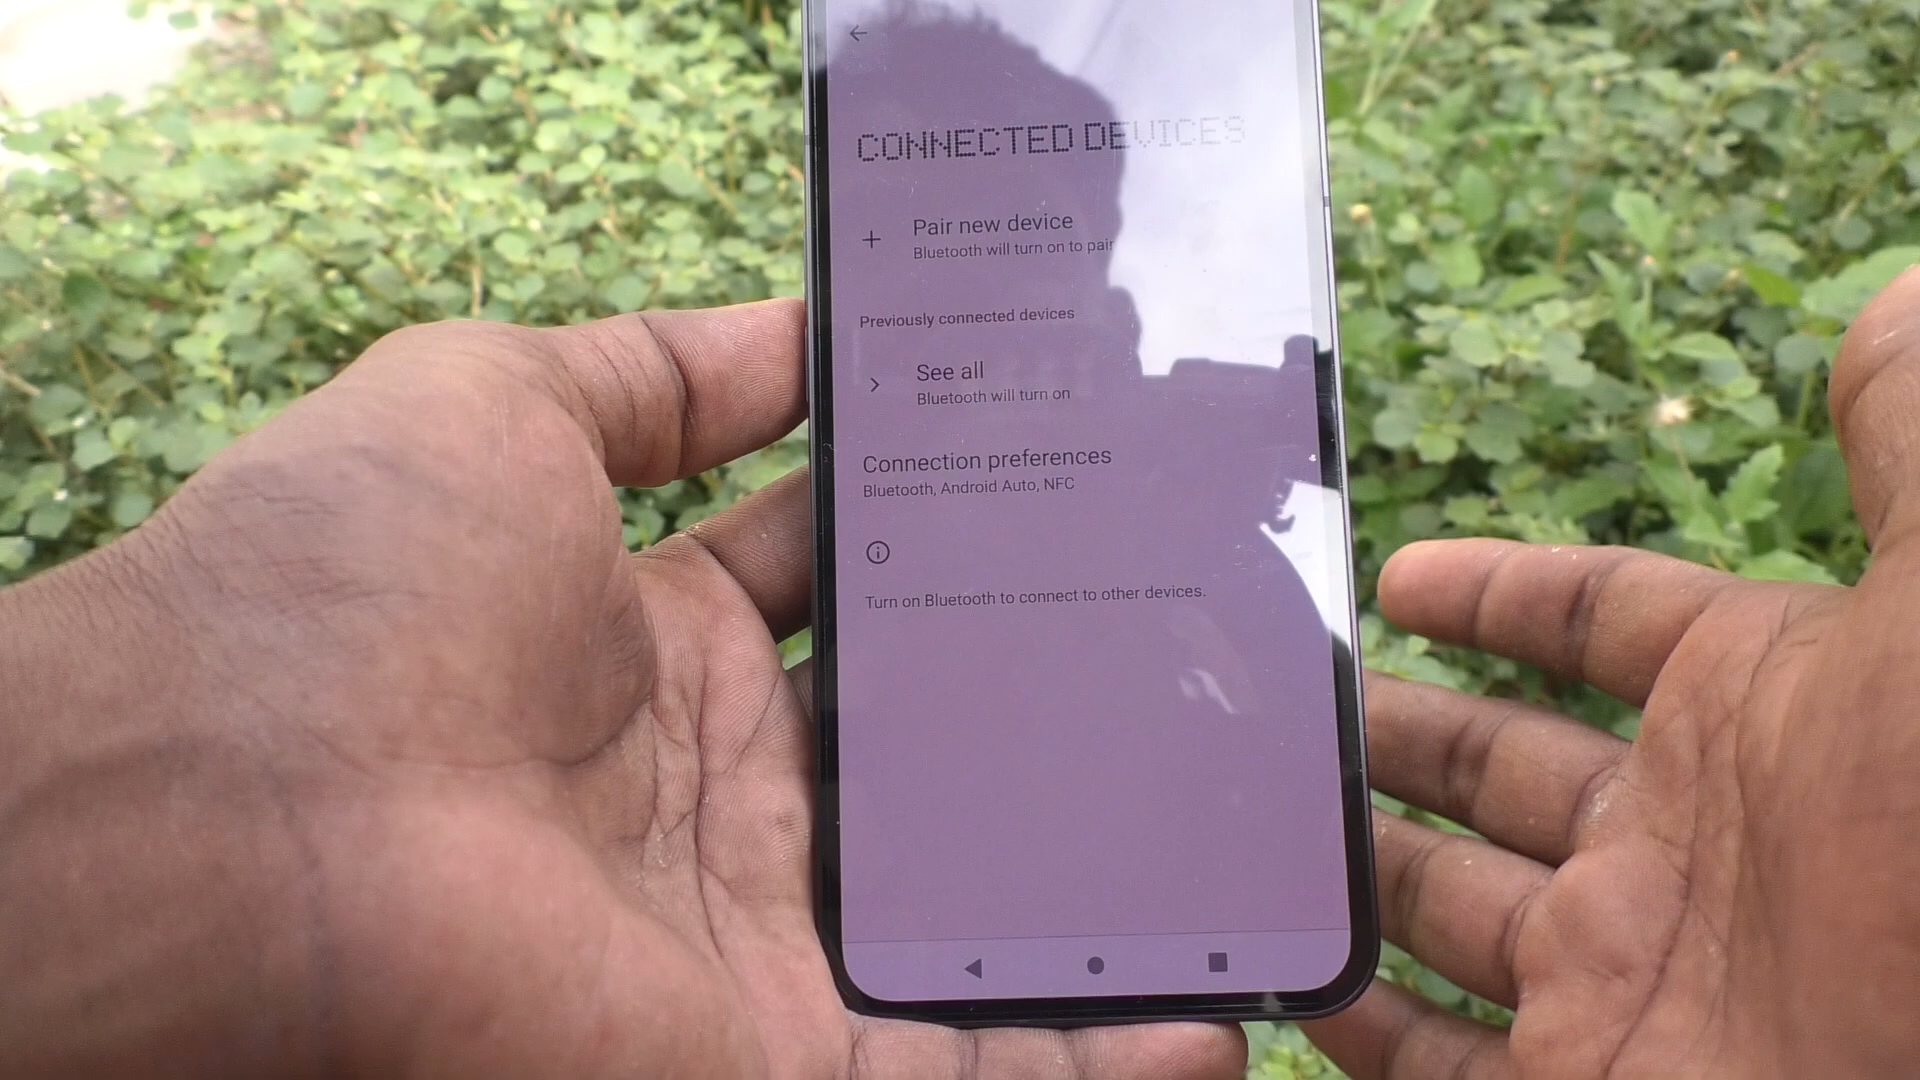 CONNECTED DEVICES
Pair new device
Bluetooth will turn on to pair
Previously connected devices
See all
Bluetooth will turn on
Connection preferences
Bluetooth, Android Auto, NFC
Turn on Bluetooth to connect to other devices.